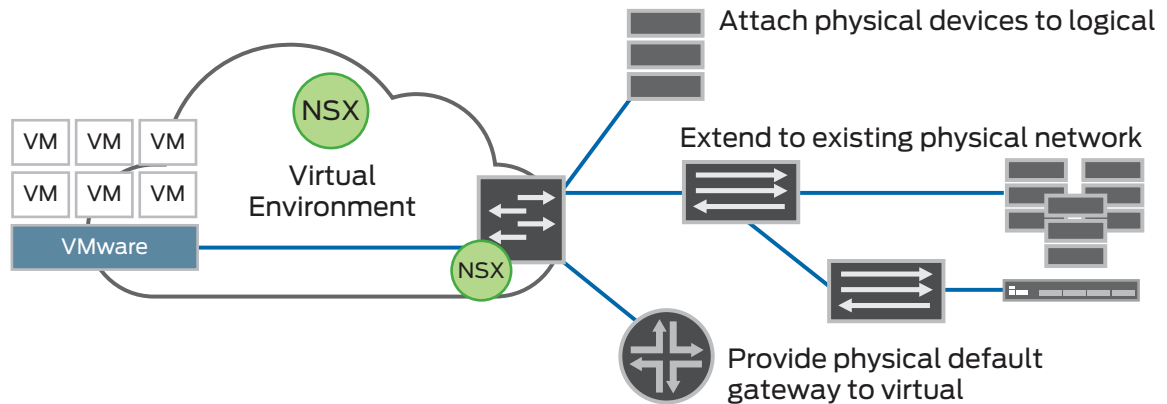 Attach physical devices to logical
NSX
VM VM VM
Extend to existing physical network
Virtual
Environment
VM VM VM
VMware
NSX
Provide physical default
gateway to virtual